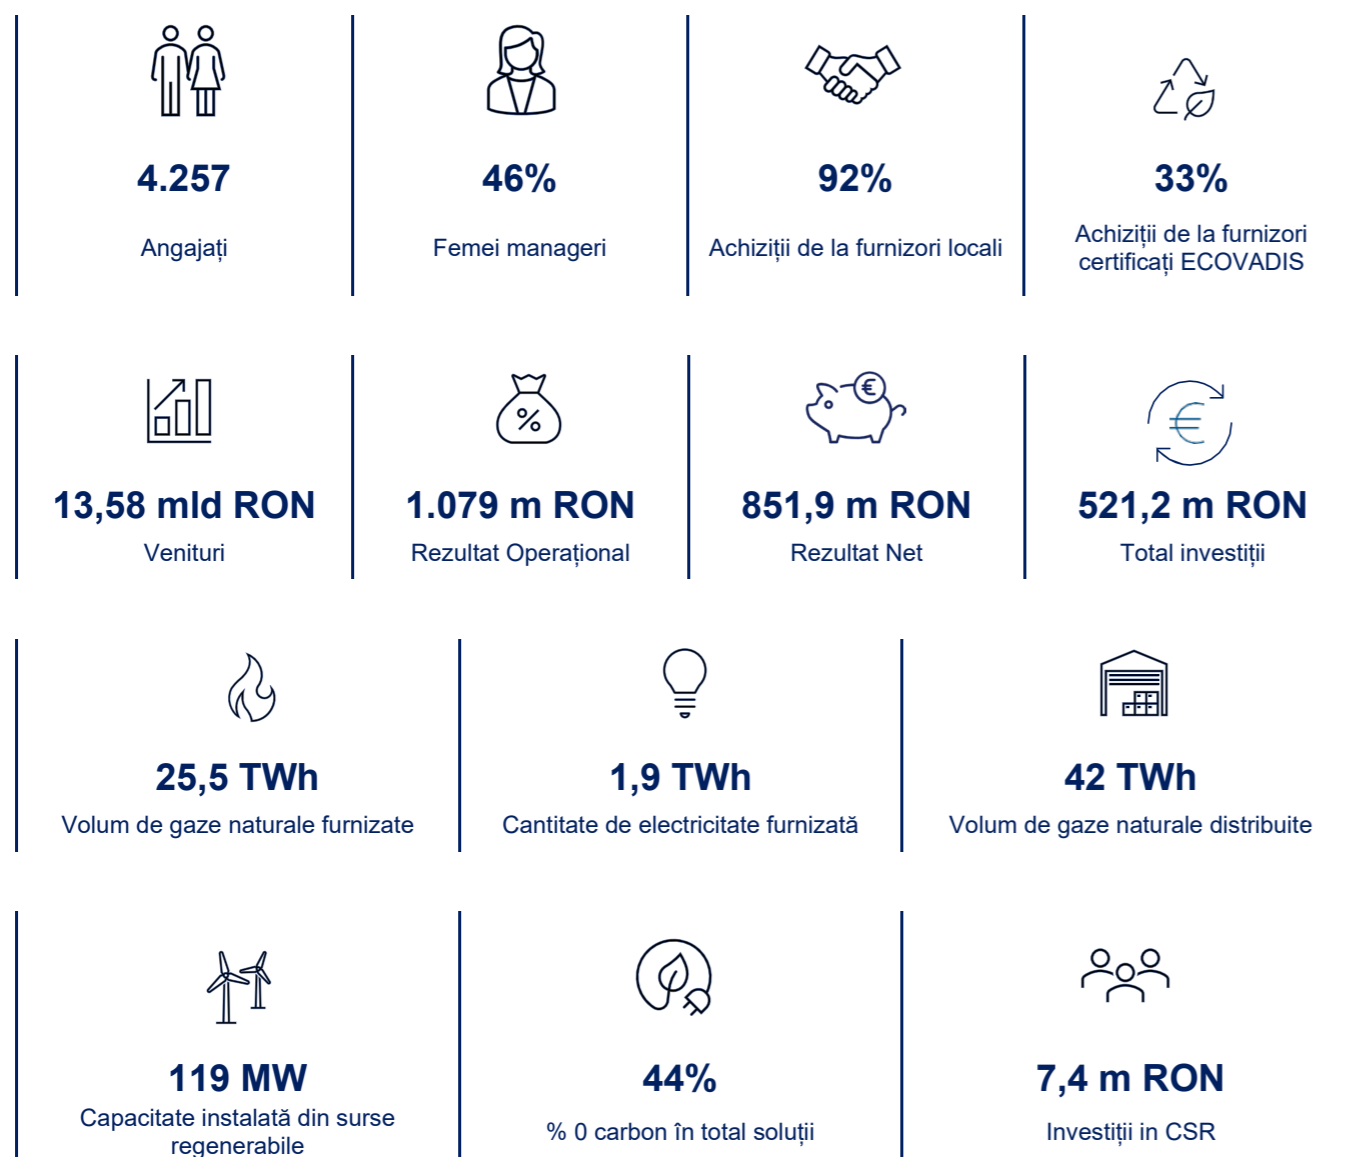 4.257
Angajați
46%
Femei manageri
92%
Achiziții de la furnizori locali
33%
Achiziții de la furnizori
certificați ECOVADIS
13,58 mld RON
Venituri
%
1.079 m RON
Rezultat Operațional
€
851,9 m RON
Rezultat Net
€
521,2 m RON
Total investiții
25,5 TWh
Volum de gaze naturale furnizate
1,9 TWh
Cantitate de electricitate furnizată
42 TWh
Volum de gaze naturale distribuite
119 MW
Capacitate instalată din surse
regenerabile
44%
% 0 carbon în total soluții
7,4 m RON
Investiții in CSR